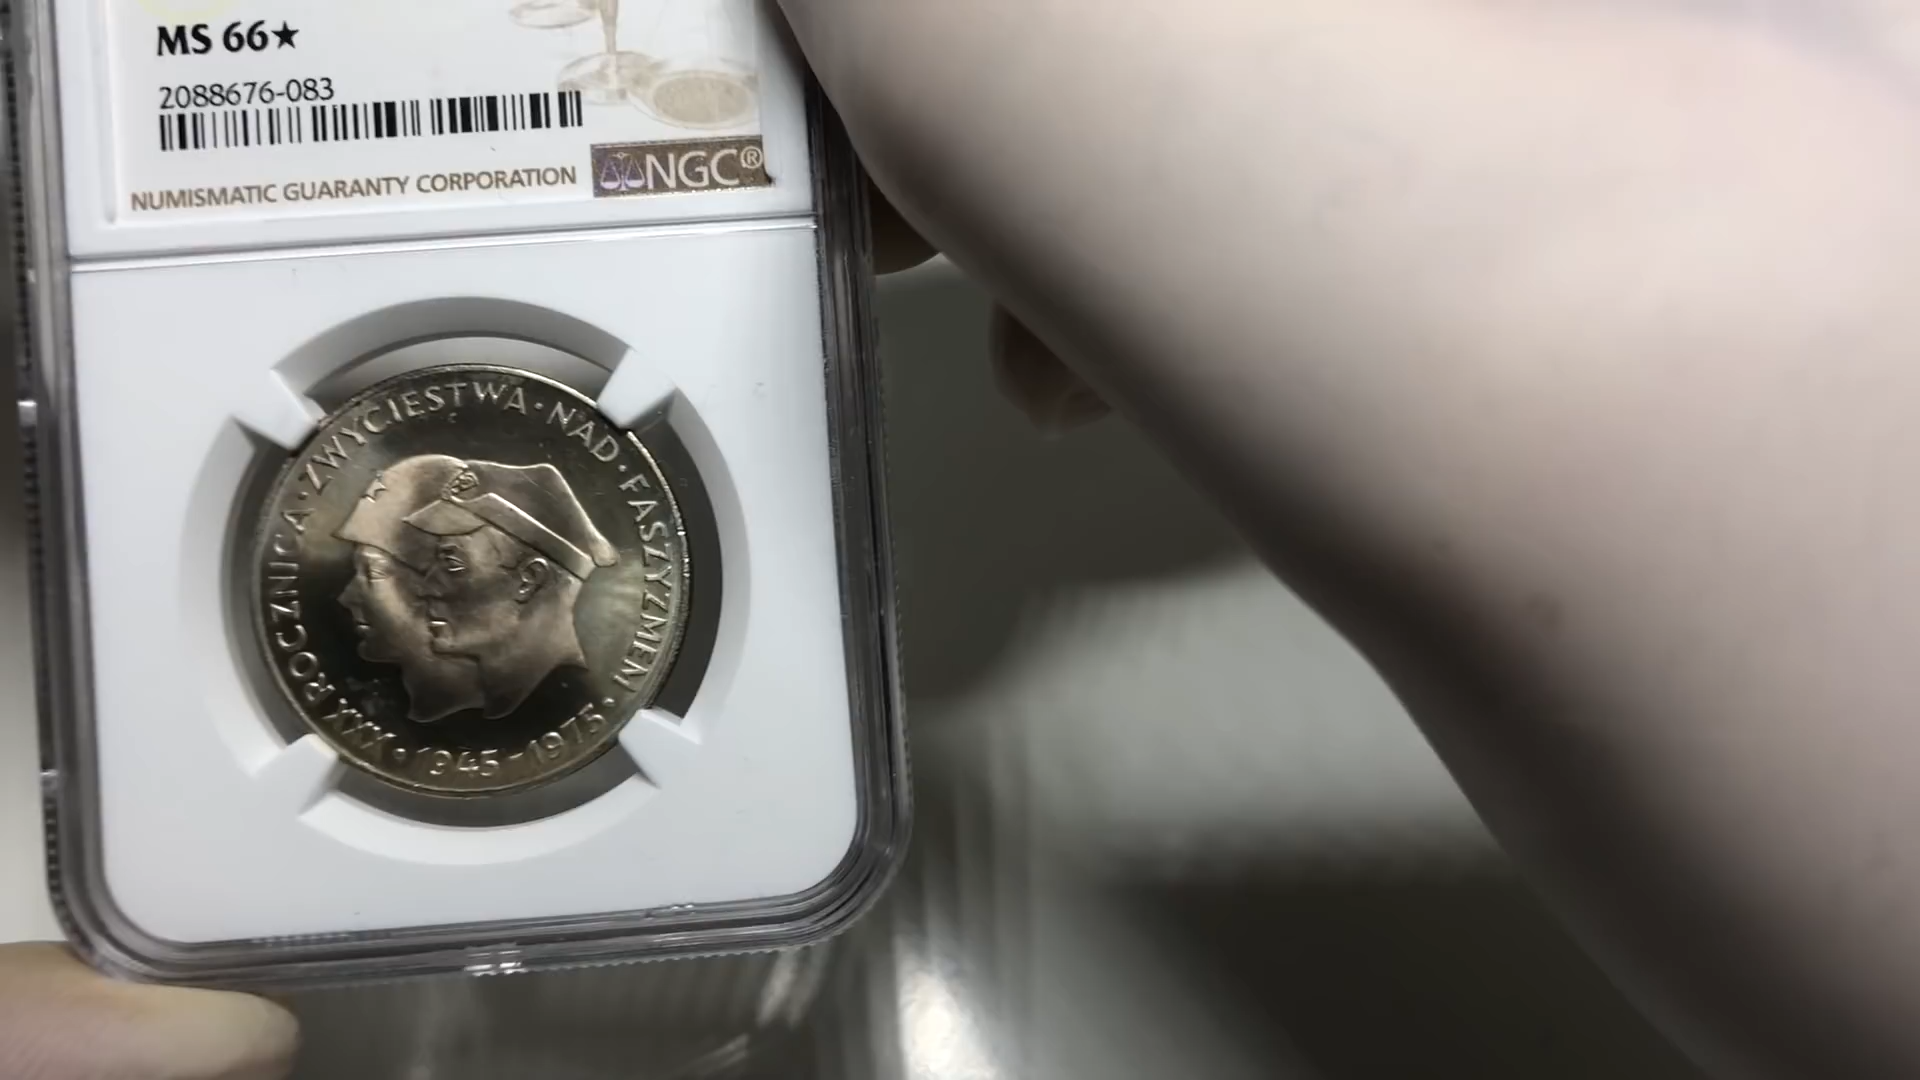 MS 66★
2088676-083
NUMISMATIC GUARANTY CORPORATION
NGC®
XXX ROCZNICA · ZWYCIESTWA · NAD · FASZYZMEM ·
1945-1975 ·